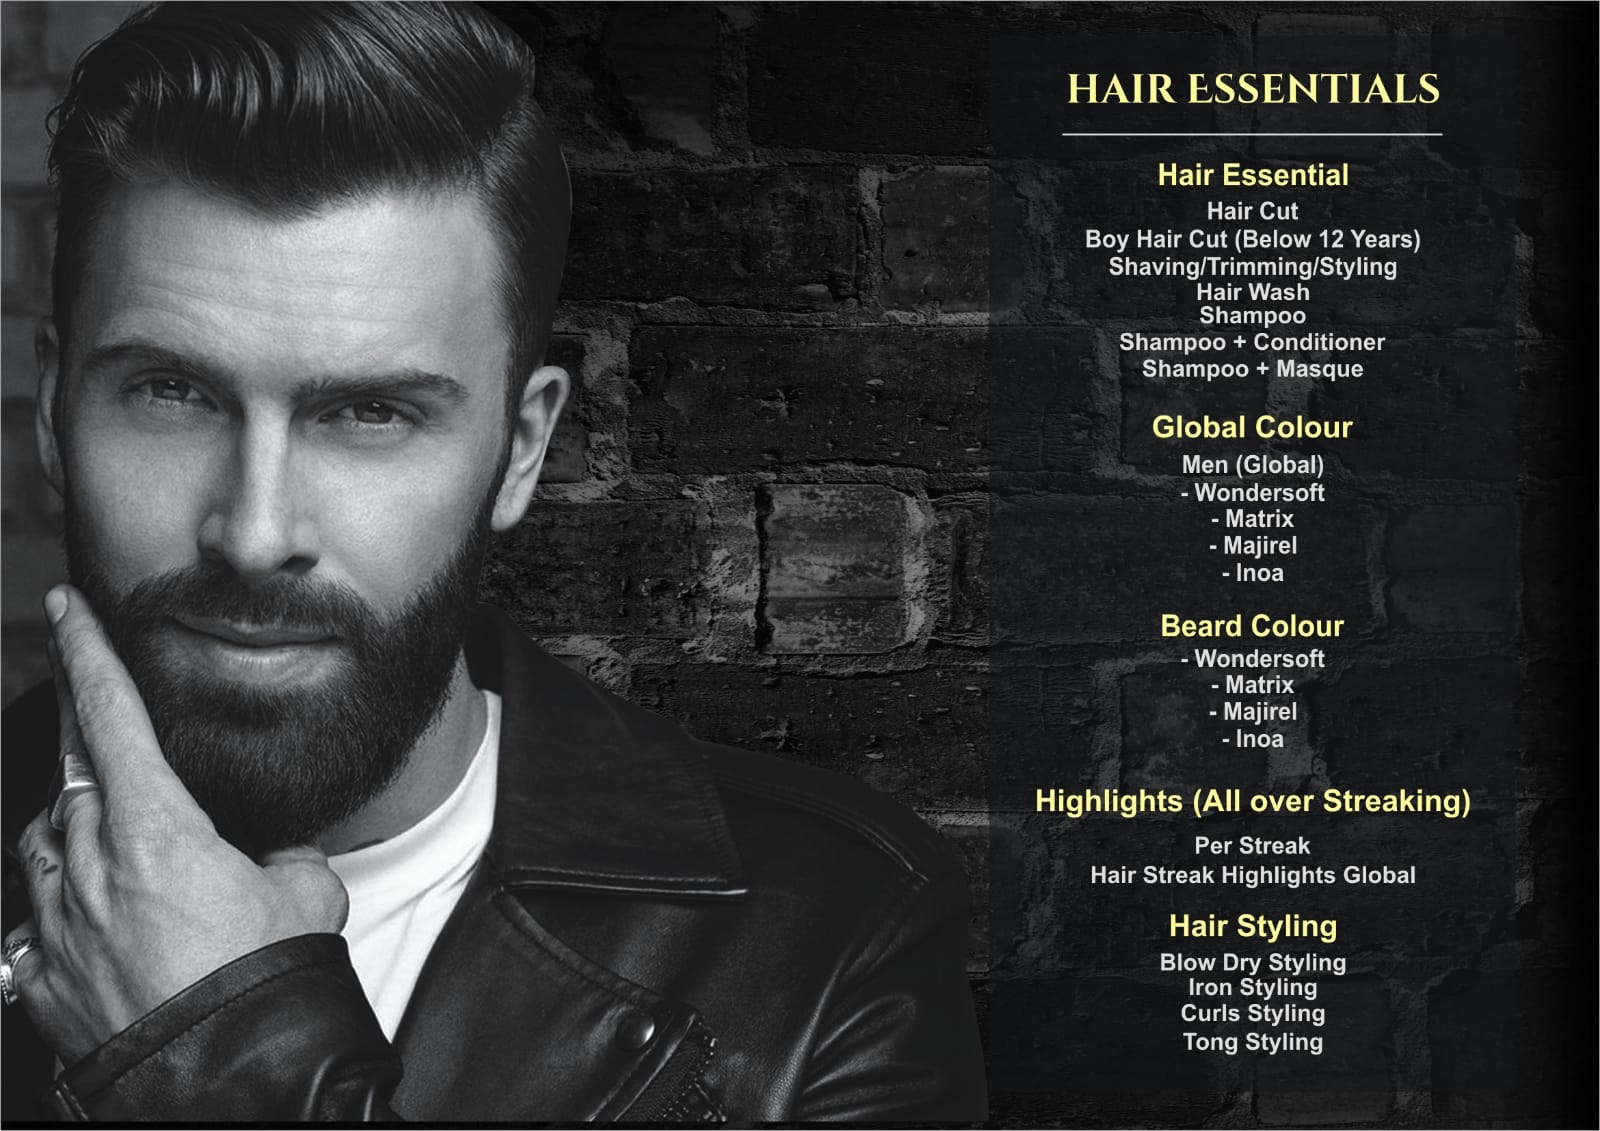 HAIR ESSENTIALS
Hair Essential
Hair Cut
Boy Hair Cut (Below 12 Years)
Shaving/Trimming/Styling
Hair Wash
Shampoo
Shampoo + Conditioner
Shampoo + Masque
Global Colour
Men (Global)
- Wondersoft
- Matrix
- Majirel
- Inoa
Beard Colour
- Wondersoft
- Matrix
- Majirel
- Inoa
Highlights (All over Streaking)
Per Streak
Hair Streak Highlights Global
Hair Styling
Blow Dry Styling
Iron Styling
Curls Styling
Tong Styling